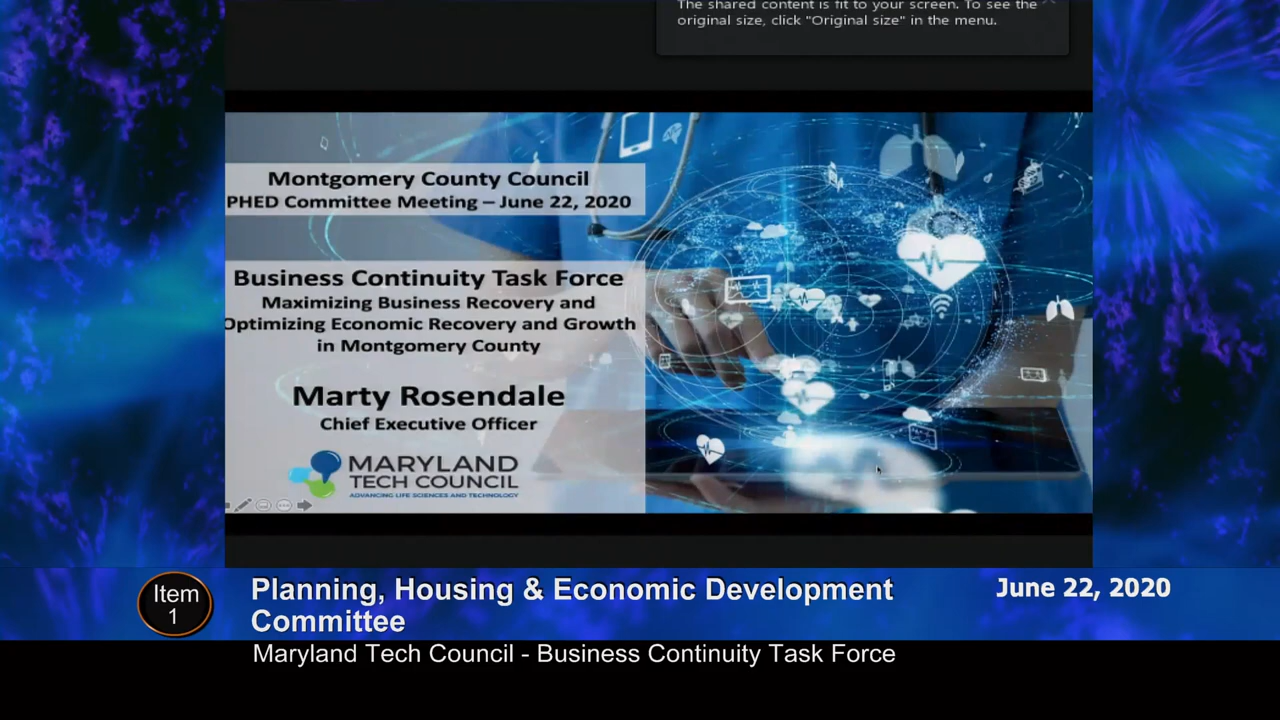 The shared content is fit to your screen. To see the
original size, click "Original size" in the menu.
Montgomery County Council
PHED Committee Meeting – June 22, 2020
Business Continuity Task Force
Maximizing Business Recovery and
Optimizing Economic Recovery and Growth
in Montgomery County
Marty Rosendale
Chief Executive Officer
MARYLAND
TECH COUNCIL
ADVANCING LIFE SCIENCES AND TECHNOLOGY
Item
1
Planning, Housing & Economic Development
Committee
June 22, 2020
Maryland Tech Council - Business Continuity Task Force